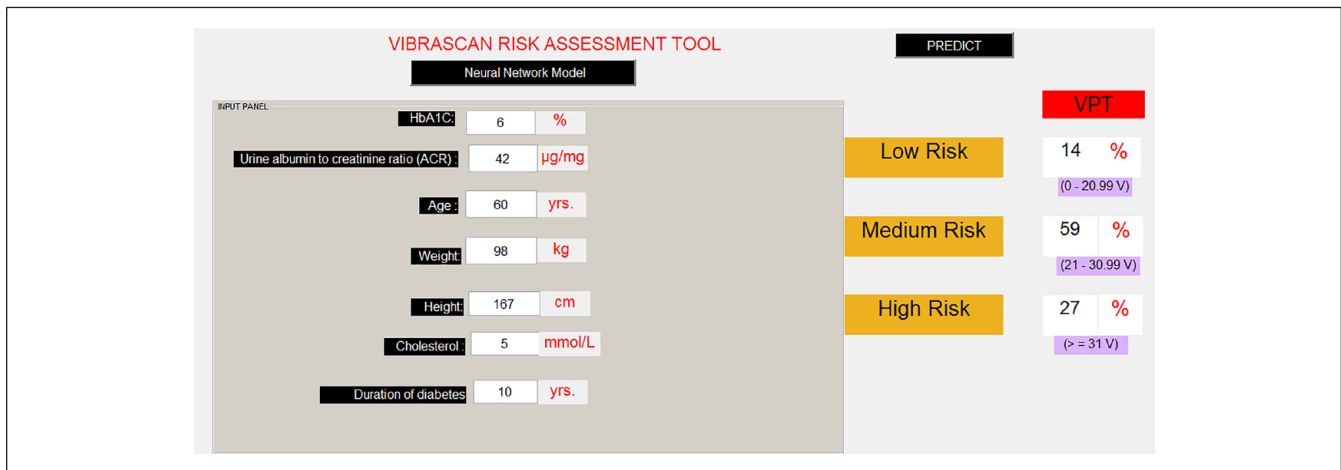 VIBRASCAN RISK ASSESSMENT TOOL
PREDICT
Neural Network Model
INPUT PANEL
HbA1C: 6 %
Urine albumin to creatinine ratio (ACR) : 42 µg/mg
Age : 60 yrs.
Weight: 98 kg
Height: 167 cm
Cholesterol : 5 mmol/L
Duration of diabetes 10 yrs.
VPT
Low Risk 14 %
(0 - 20.99 V)
Medium Risk 59 %
(21 - 30.99 V)
High Risk 27 %
(> = 31 V)